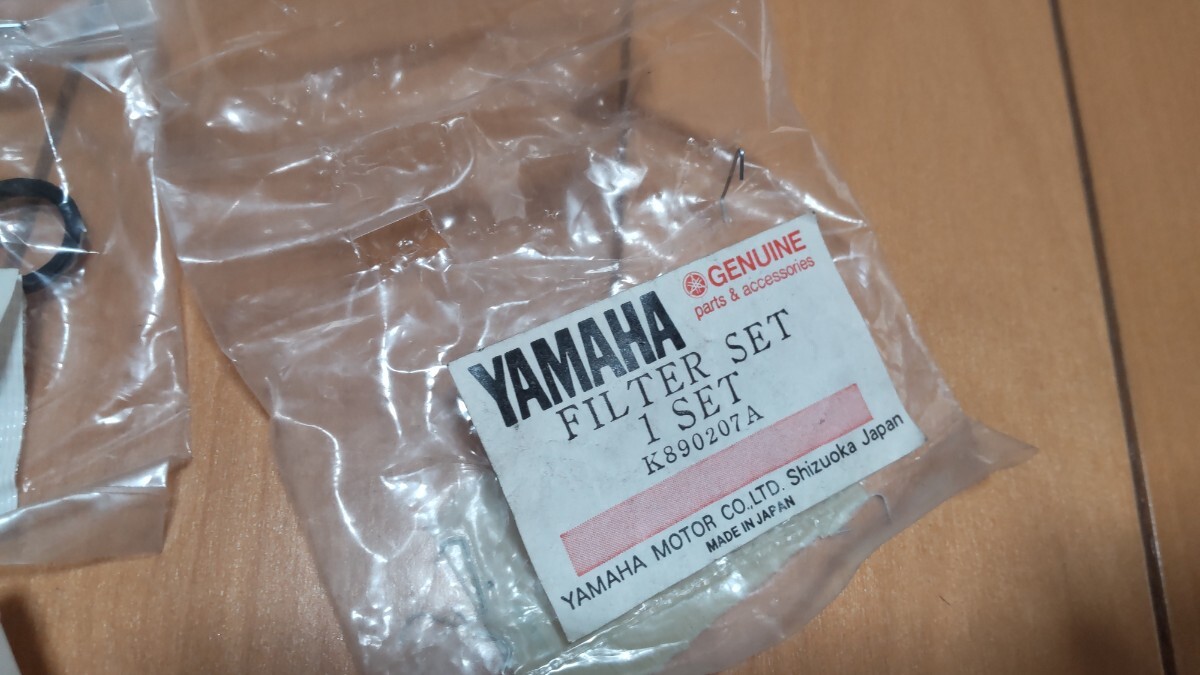 GENUINE
parts & accessories
YAMAHA
FILTER SET
1 SET
K890207A
YAMAHA MOTOR CO.,LTD. Shizuoka Japan
MADE IN JAPAN